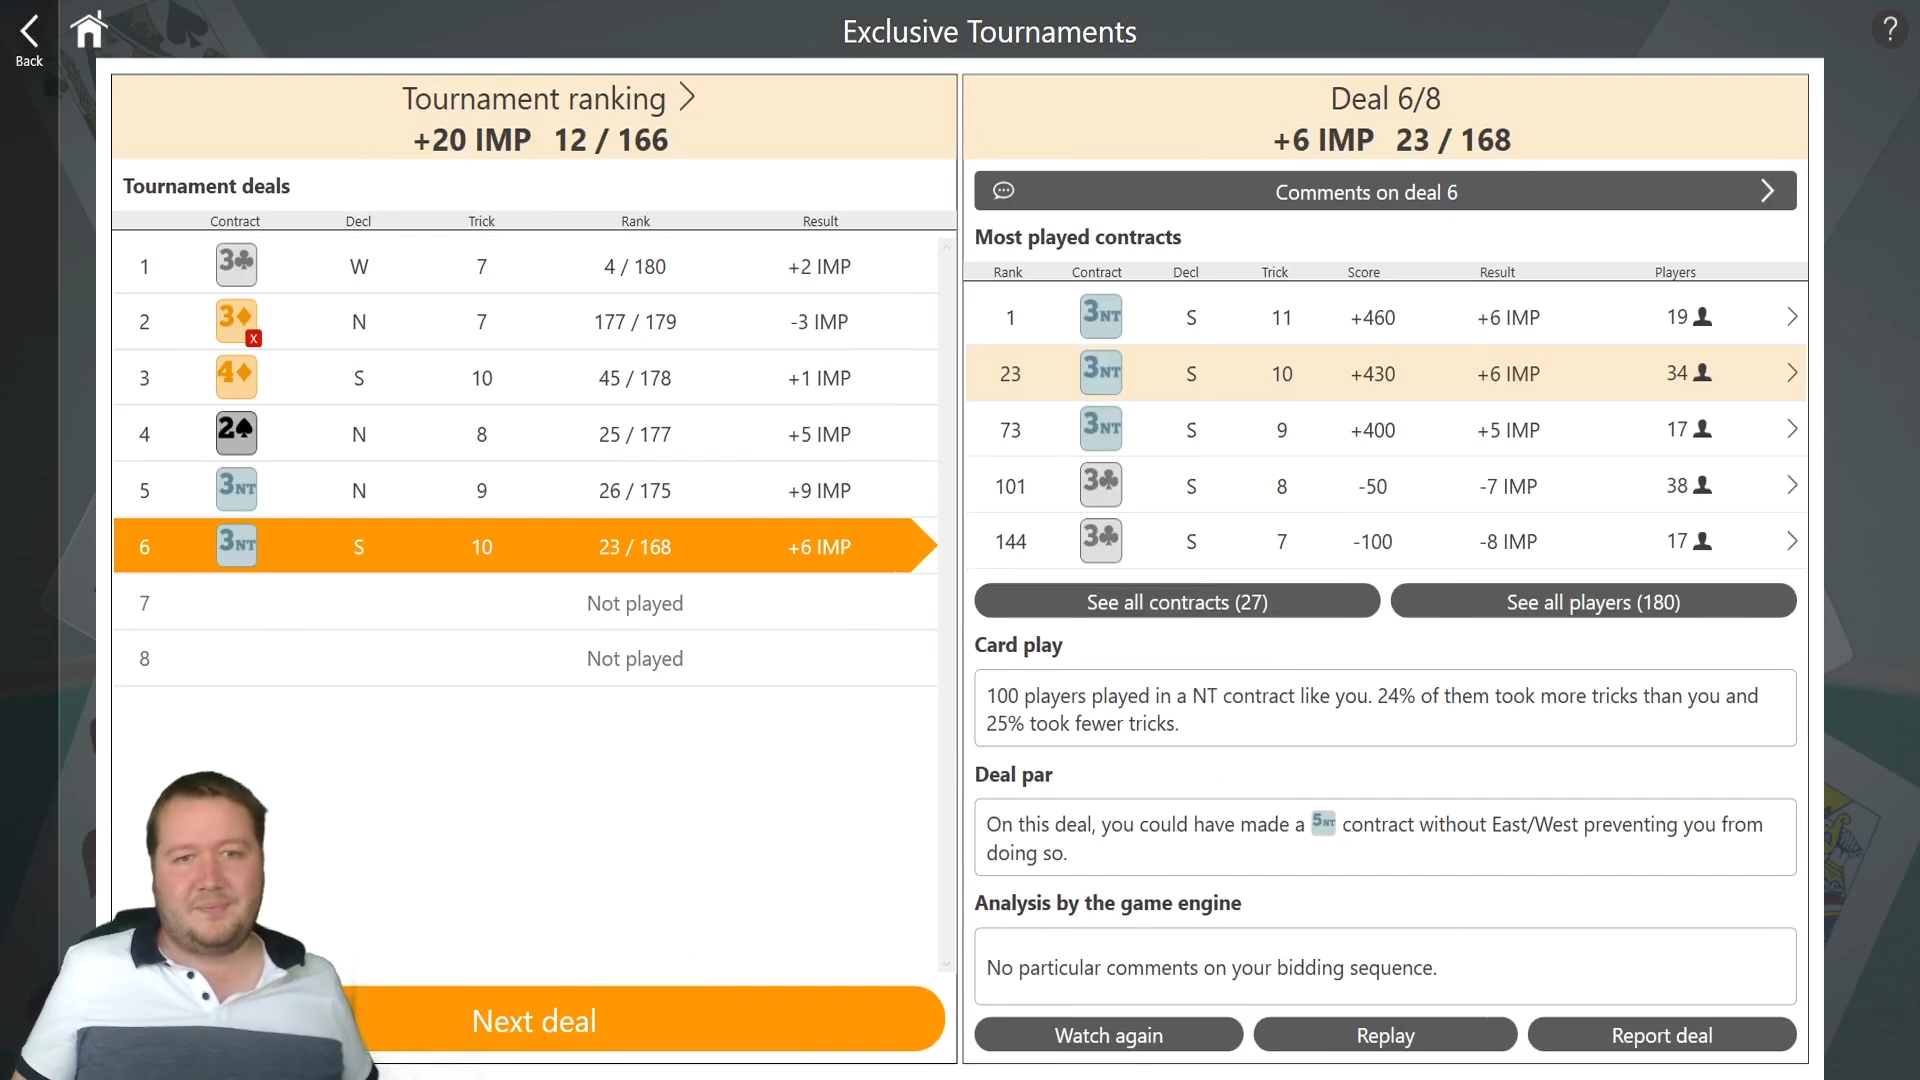 Exclusive Tournaments
?
Back
Tournament ranking
+20 IMP 12 / 166
Tournament deals
Contract Decl Trick Rank Result
1 3♣ W 7 4 / 180 +2 IMP
2 3♦ X N 7 177 / 179 -3 IMP
3 4♦ S 10 45 / 178 +1 IMP
4 2♠ N 8 25 / 177 +5 IMP
5 3NT N 9 26 / 175 +9 IMP
6 3NT S 10 23 / 168 +6 IMP
7 Not played
8 Not played
Next deal
Deal 6/8
+6 IMP 23 / 168
Comments on deal 6
Most played contracts
Rank Contract Decl Trick Score Result Players
1 3NT S 11 +460 +6 IMP 19
23 3NT S 10 +430 +6 IMP 34
73 3NT S 9 +400 +5 IMP 17
101 3♣ S 8 -50 -7 IMP 38
144 3♣ S 7 -100 -8 IMP 17
See all contracts (27) See all players (180)
Card play
100 players played in a NT contract like you. 24% of them took more tricks than you and
25% took fewer tricks.
Deal par
On this deal, you could have made a 5NT contract without East/West preventing you from
doing so.
Analysis by the game engine
No particular comments on your bidding sequence.
Watch again Replay Report deal